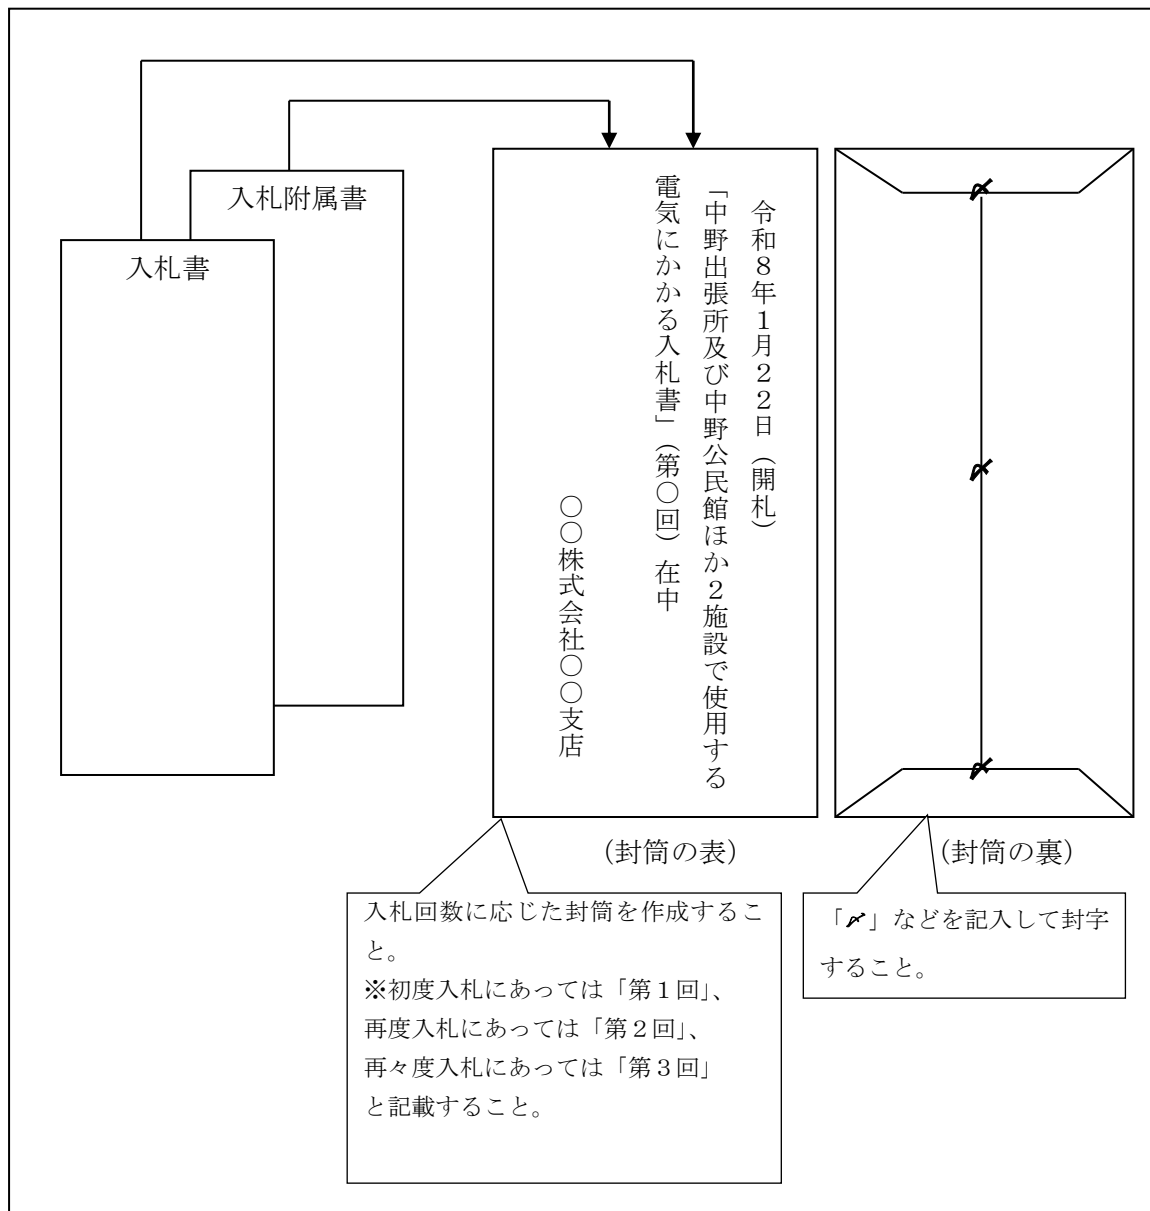 入札附属書
入札書
令和８年１月２２日（開札）
「中野出張所及び中野公民館ほか２施設で使用する
電気にかかる入札書」（第〇回）在中
〇〇株式会社〇〇支店
〆
〆
〆
（封筒の表）
（封筒の裏）
入札回数に応じた封筒を作成するこ
と。
※初度入札にあっては「第１回」、
再度入札にあっては「第２回」、
再々度入札にあっては「第３回」
と記載すること。
「〆」などを記入して封字
すること。